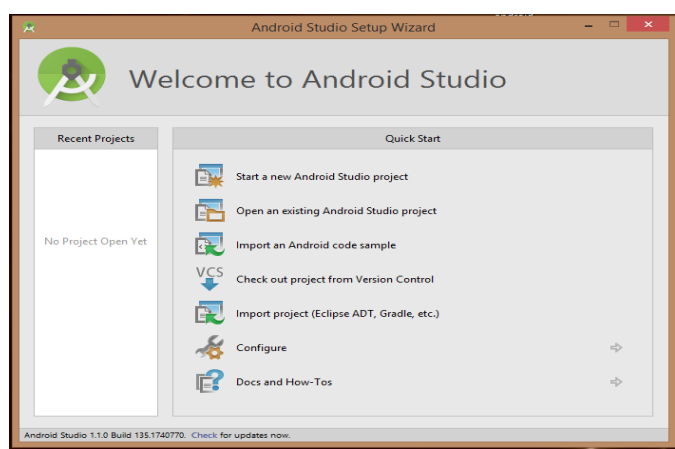 Android Studio Setup Wizard
Welcome to Android Studio
Recent Projects
No Project Open Yet
Quick Start
Start a new Android Studio project
Open an existing Android Studio project
Import an Android code sample
VCS
Check out project from Version Control
Import project (Eclipse ADT, Gradle, etc.)
Configure
Docs and How-Tos
Android Studio 1.1.0 Build 135.1740770. Check for updates now.